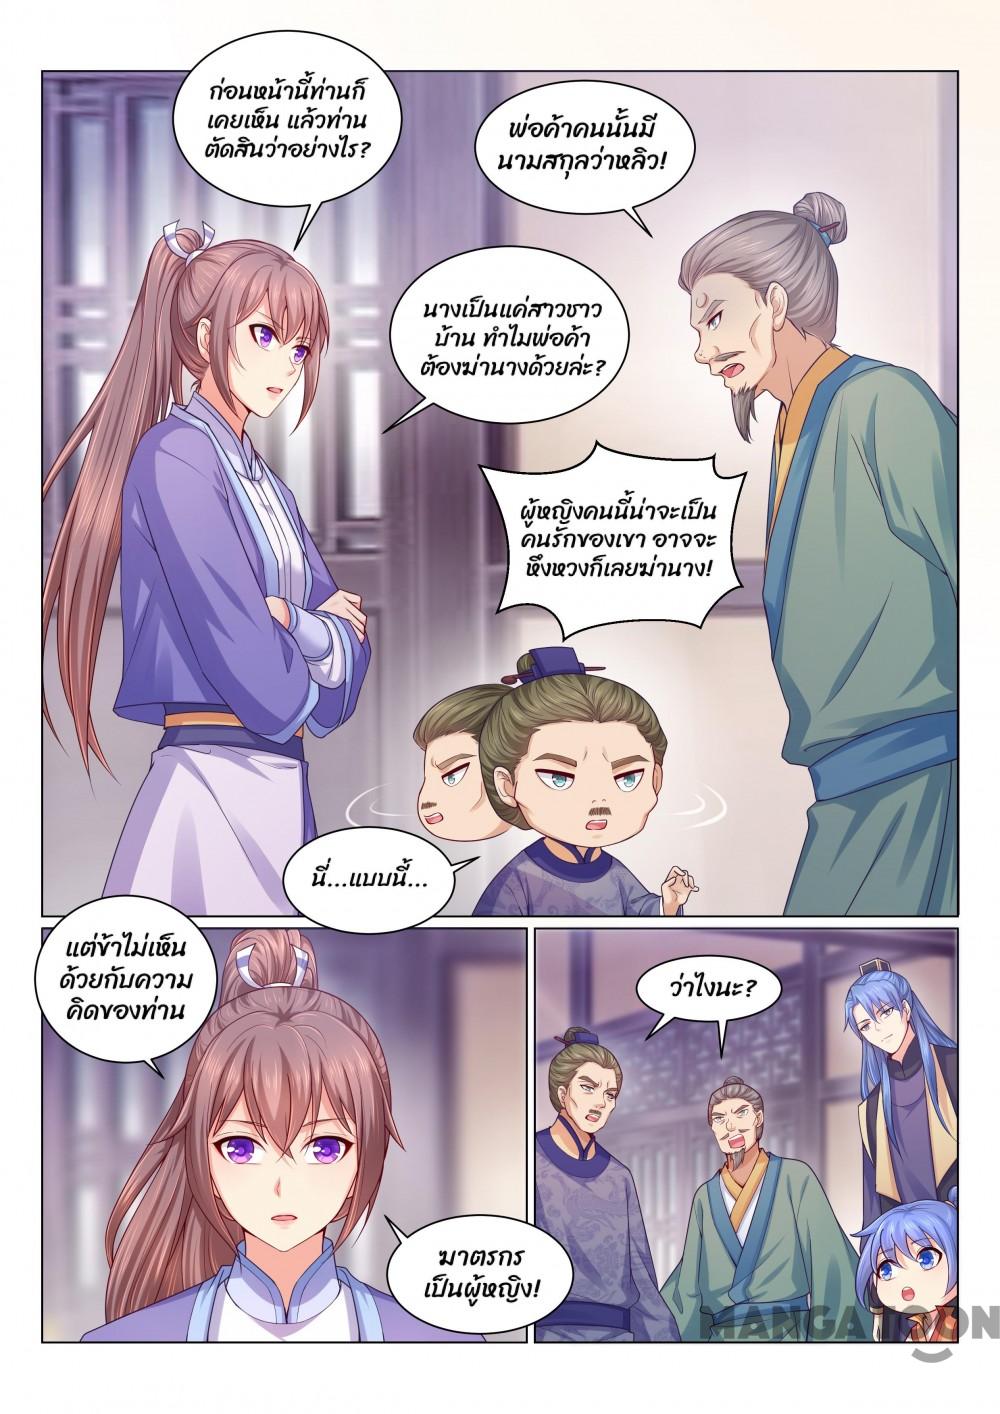 ก่อนหน้านี้ท่านก็
เคยเห็น แล้วท่าน
ตัดสินว่าอย่างไร?
พ่อค้าคนนั้นมี
นามสกุลว่าหลิว!
นางเป็นแค่สาวชาว
บ้าน ทำไมพ่อค้า
ต้องฆ่านางด้วยล่ะ?
ผู้หญิงคนนี้น่าจะเป็น
คนรักของเขา อาจจะ
หึงหวงก็เลยฆ่านาง!
นี่...แบบนี้...
แต่ข้าไม่เห็น
ด้วยกับความ
คิดของท่าน
ฆาตรกร
เป็นผู้หญิง!
ว่าไงนะ?
MANGATOON